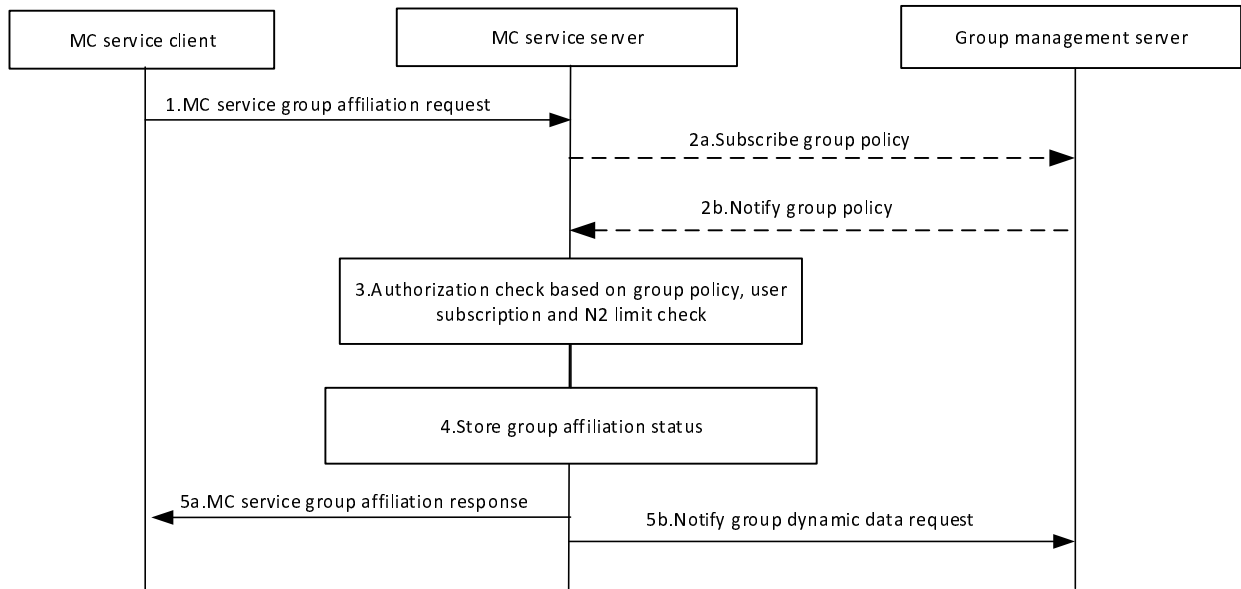 MC service client
MC service server
Group management server
1.MC service group affiliation request
2a.Subscribe group policy
2b.Notify group policy
3.Authorization check based on group policy, user
subscription and N2 limit check
4.Store group affiliation status
5a.MC service group affiliation response
5b.Notify group dynamic data request